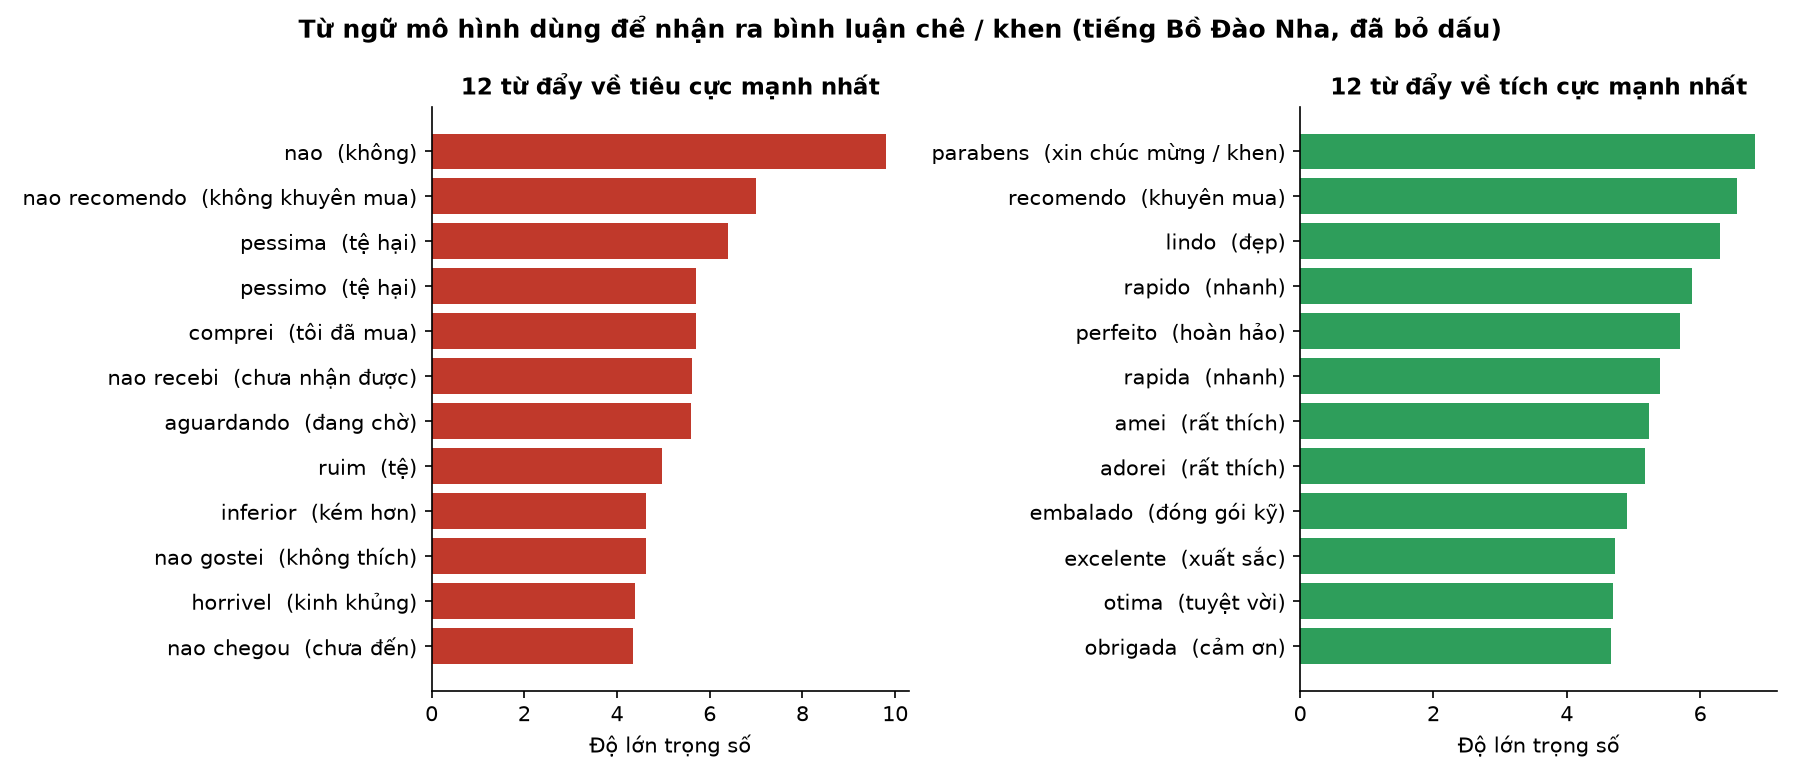 Từ ngữ mô hình dùng để nhận ra bình luận chê / khen (tiếng Bồ Đào Nha, đã bỏ dấu)
12 từ đẩy về tiêu cực mạnh nhất
nao (không)
nao recomendo (không khuyên mua)
pessima (tệ hại)
pessimo (tệ hại)
comprei (tôi đã mua)
nao recebi (chưa nhận được)
aguardando (đang chờ)
ruim (tệ)
inferior (kém hơn)
nao gostei (không thích)
horrivel (kinh khủng)
nao chegou (chưa đến)
0 2 4 6 8 10
Độ lớn trọng số
12 từ đẩy về tích cực mạnh nhất
parabens (xin chúc mừng / khen)
recomendo (khuyên mua)
lindo (đẹp)
rapido (nhanh)
perfeito (hoàn hảo)
rapida (nhanh)
amei (rất thích)
adorei (rất thích)
embalado (đóng gói kỹ)
excelente (xuất sắc)
otima (tuyệt vời)
obrigada (cảm ơn)
0 2 4 6
Độ lớn trọng số